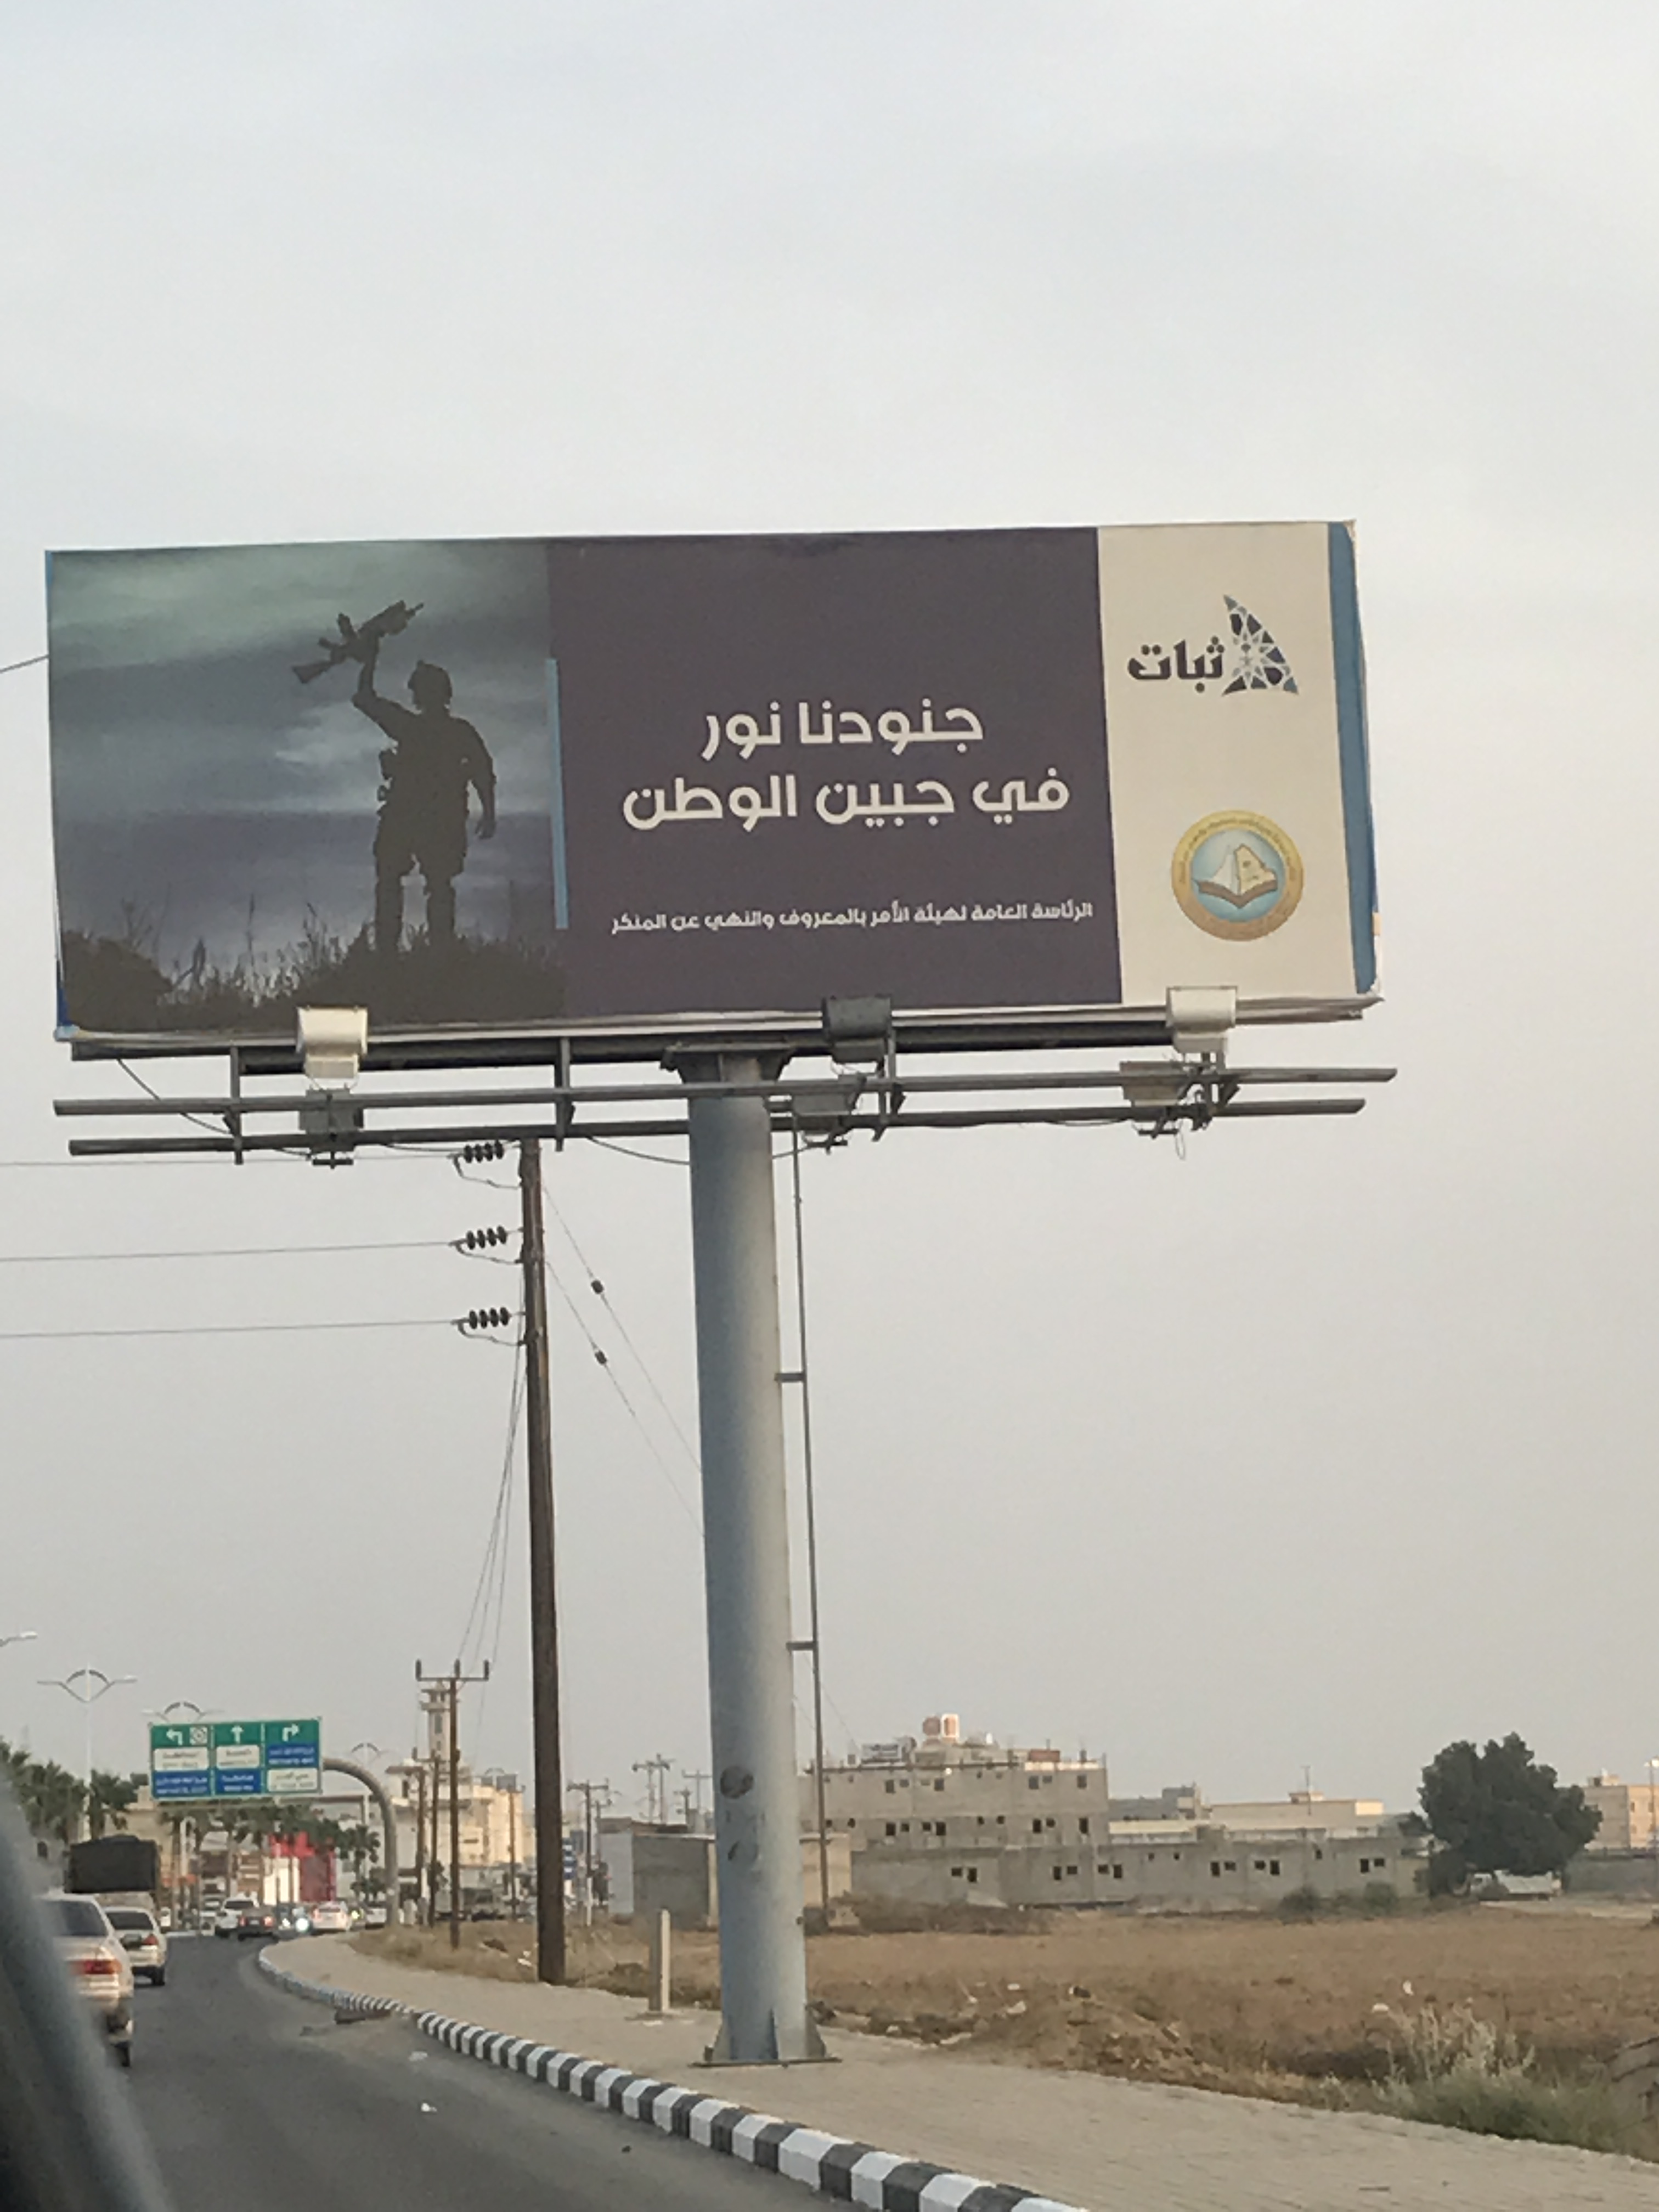 ثبات
جنودنا نور
في جبين الوطن
الرئاسة العامة لهيئة الأمر بالمعروف والنهي عن المنكر